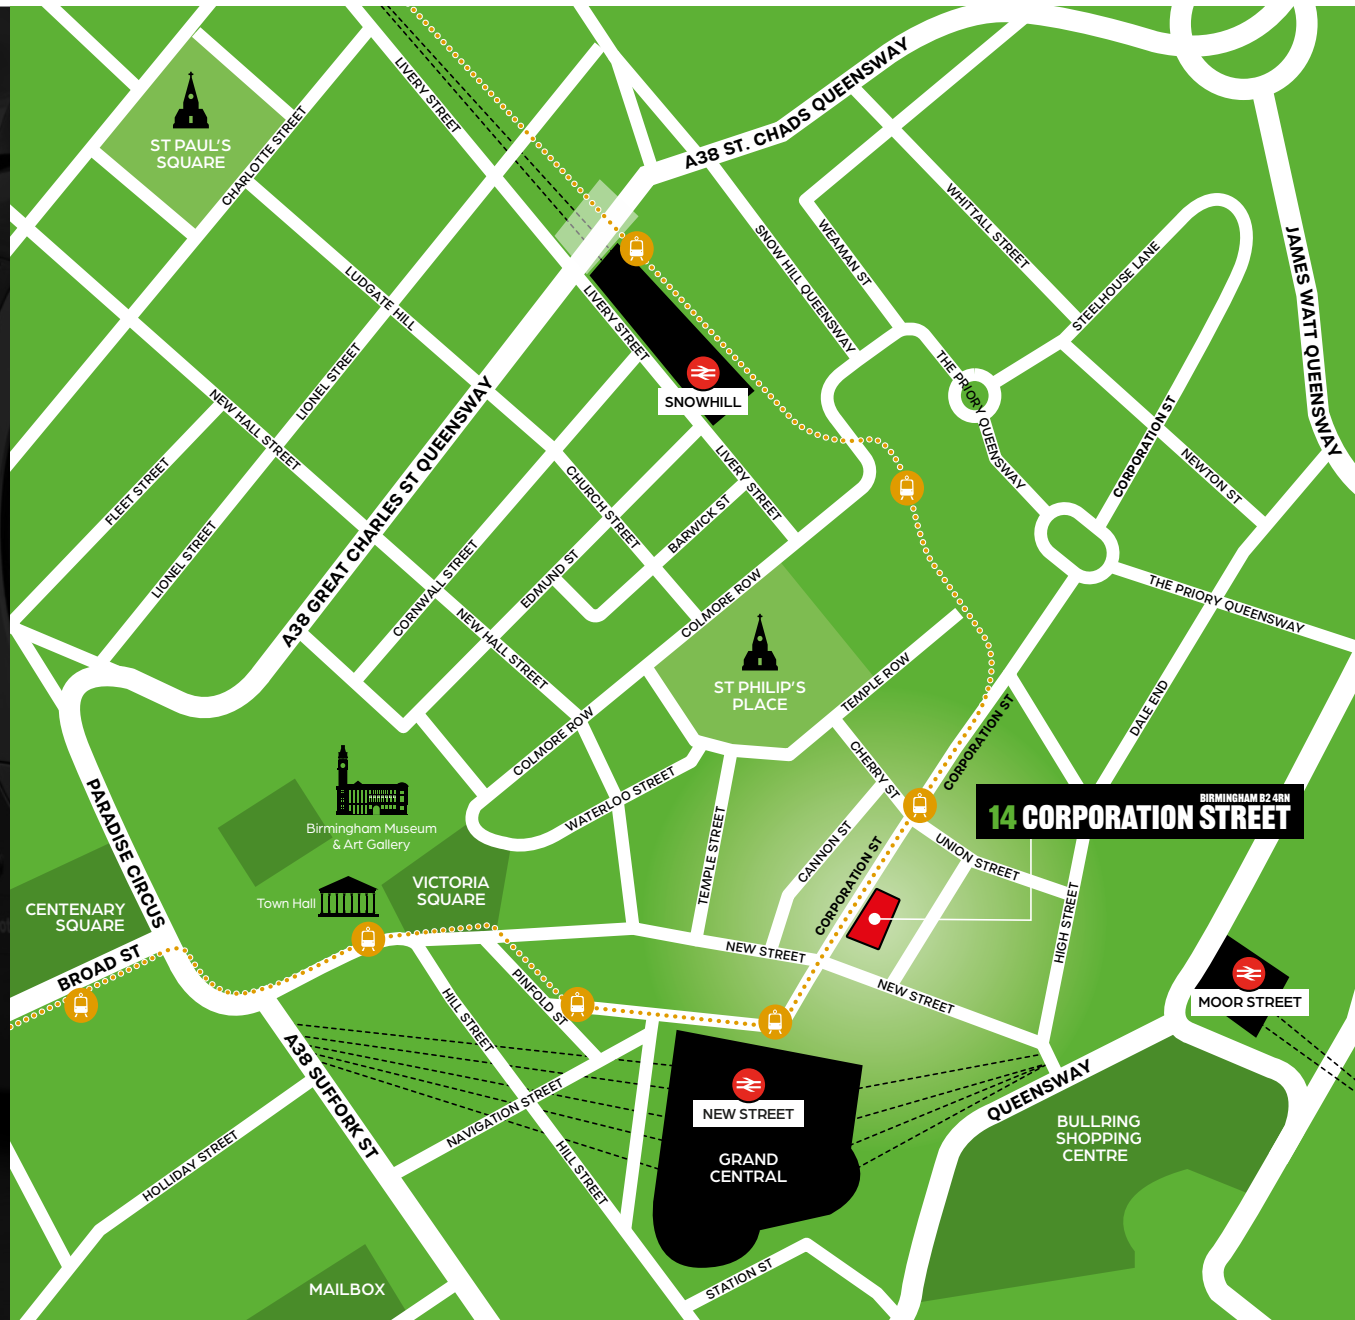 LIVERY STREET
A38 ST. CHADS QUEENSWAY
ST PAUL'S
SQUARE
CHARLOTTE STREET
WHITTALL STREET
WEAMAN ST
SNOW HILL QUEENSWAY
STEELHOUSE LANE
JAMES WATT QUEENSWAY
LUDGATE HILL
LIVERY STREET
LIONEL STREET
THE PRIORY QUEENSWAY
SNOWHILL
NEW HALL STREET
A38 GREAT CHARLES ST QUEENSWAY
CORPORATION ST
NEWTON ST
FLEET STREET
CHURCH STREET
LIVERY STREET
BARWICK ST
LIONEL STREET
CORNWALL STREET
EDMUND ST
COLMORE ROW
THE PRIORY QUEENSWAY
NEW HALL STREET
ST PHILIP'S
PLACE
TEMPLE ROW
DALE END
COLMORE ROW
CORPORATION ST
CHERRY ST
WATERLOO STREET
PARADISE CIRCUS
Birmingham Museum
& Art Gallery
BIRMINGHAM B2 4RN
14 CORPORATION STREET
TEMPLE STREET
CANNON ST
CORPORATION ST
UNION STREET
HIGH STREET
VICTORIA
SQUARE
Town Hall
CENTENARY
SQUARE
BROAD ST
NEW STREET
NEW STREET
PINFOLD ST
HILL STREET
MOOR STREET
A38 SUFFORK ST
NAVIGATION STREET
NEW STREET
GRAND
CENTRAL
QUEENSWAY
BULLRING
SHOPPING
CENTRE
HOLLIDAY STREET
HILL STREET
STATION ST
MAILBOX